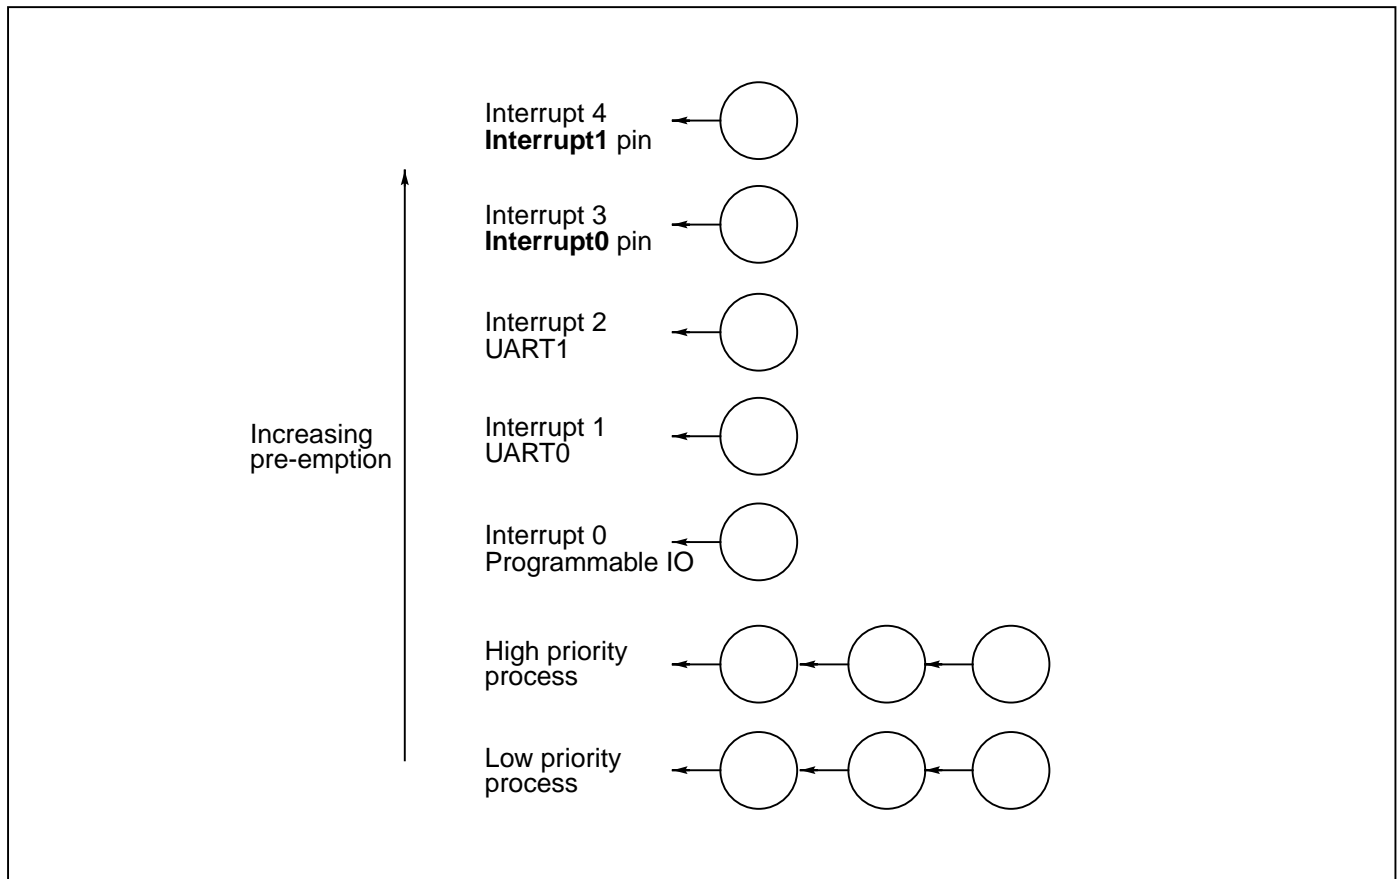 Interrupt 4
Interrupt1 pin
Interrupt 3
Interrupt0 pin
Interrupt 2
UART1
Increasing
pre-emption
Interrupt 1
UART0
Interrupt 0
Programmable IO
High priority
process
Low priority
process